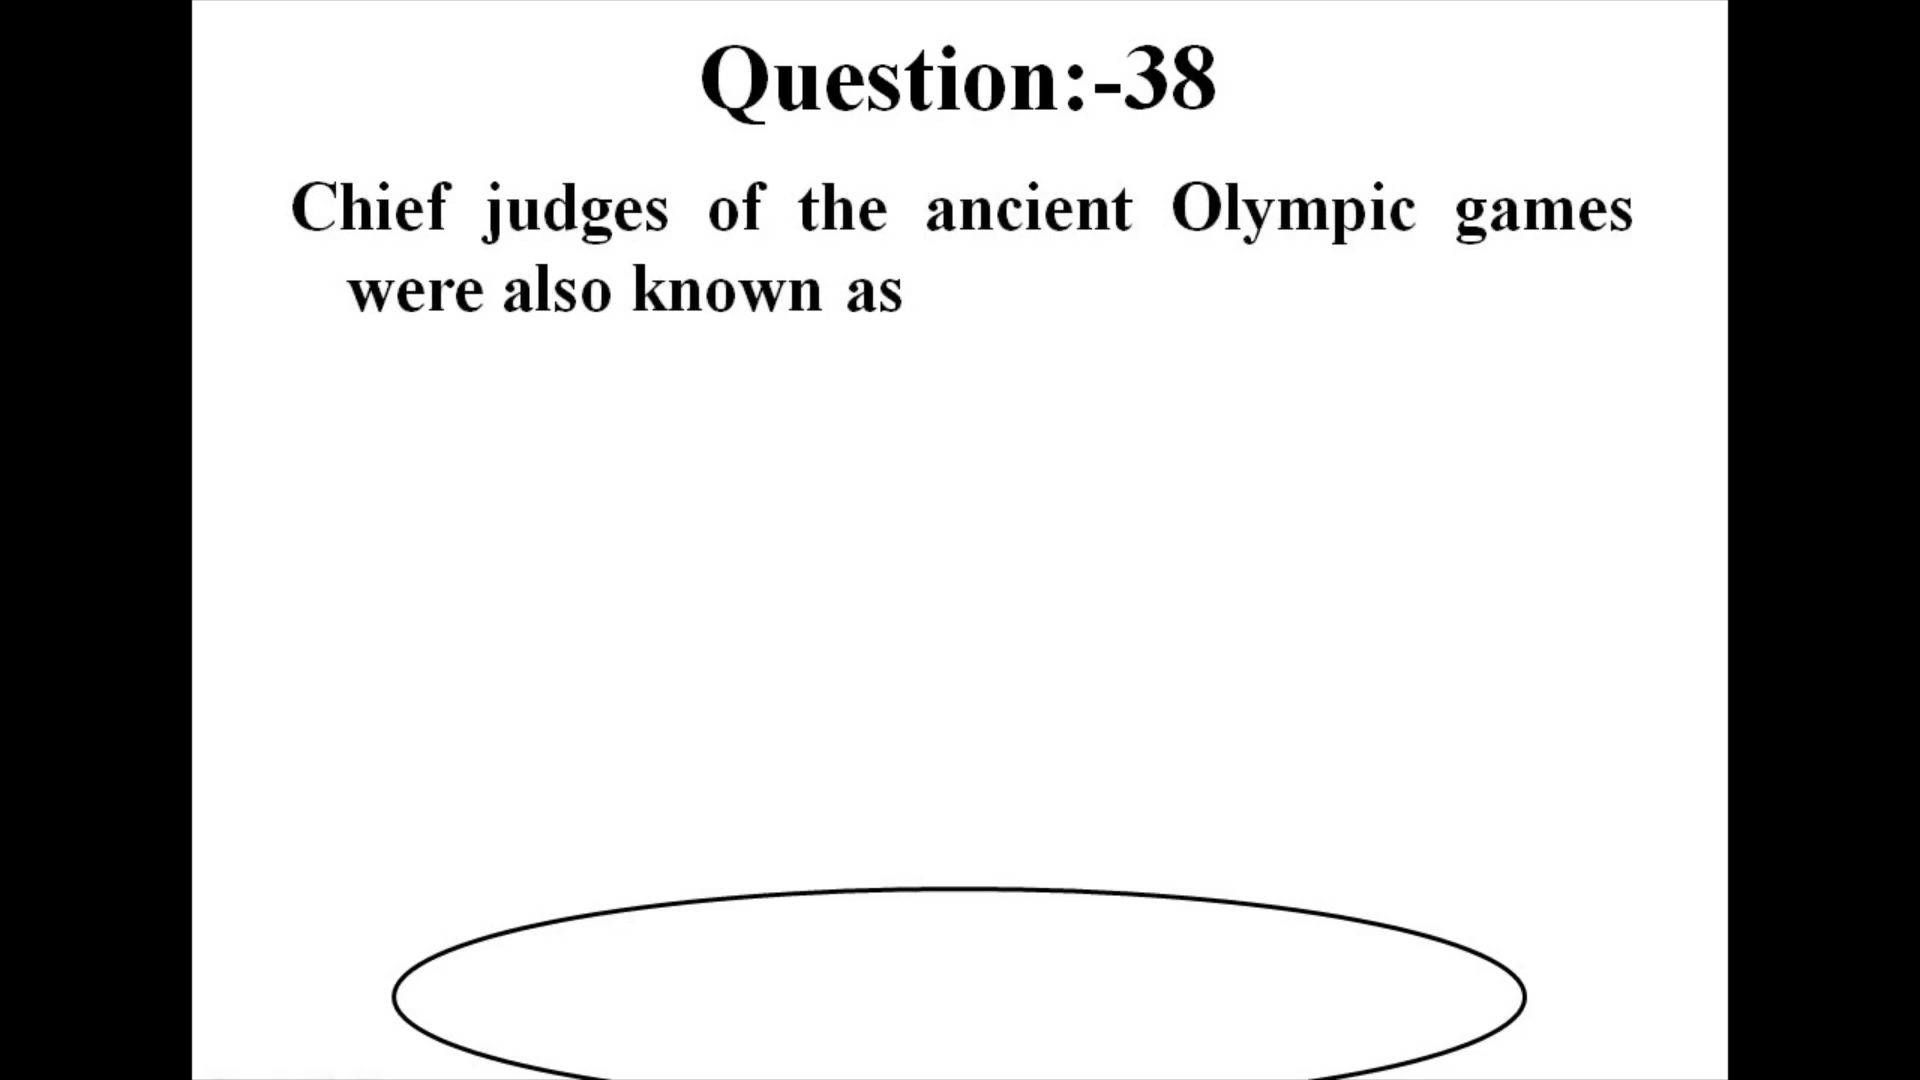 Question:-38
Chief judges of the ancient Olympic games
were also known as